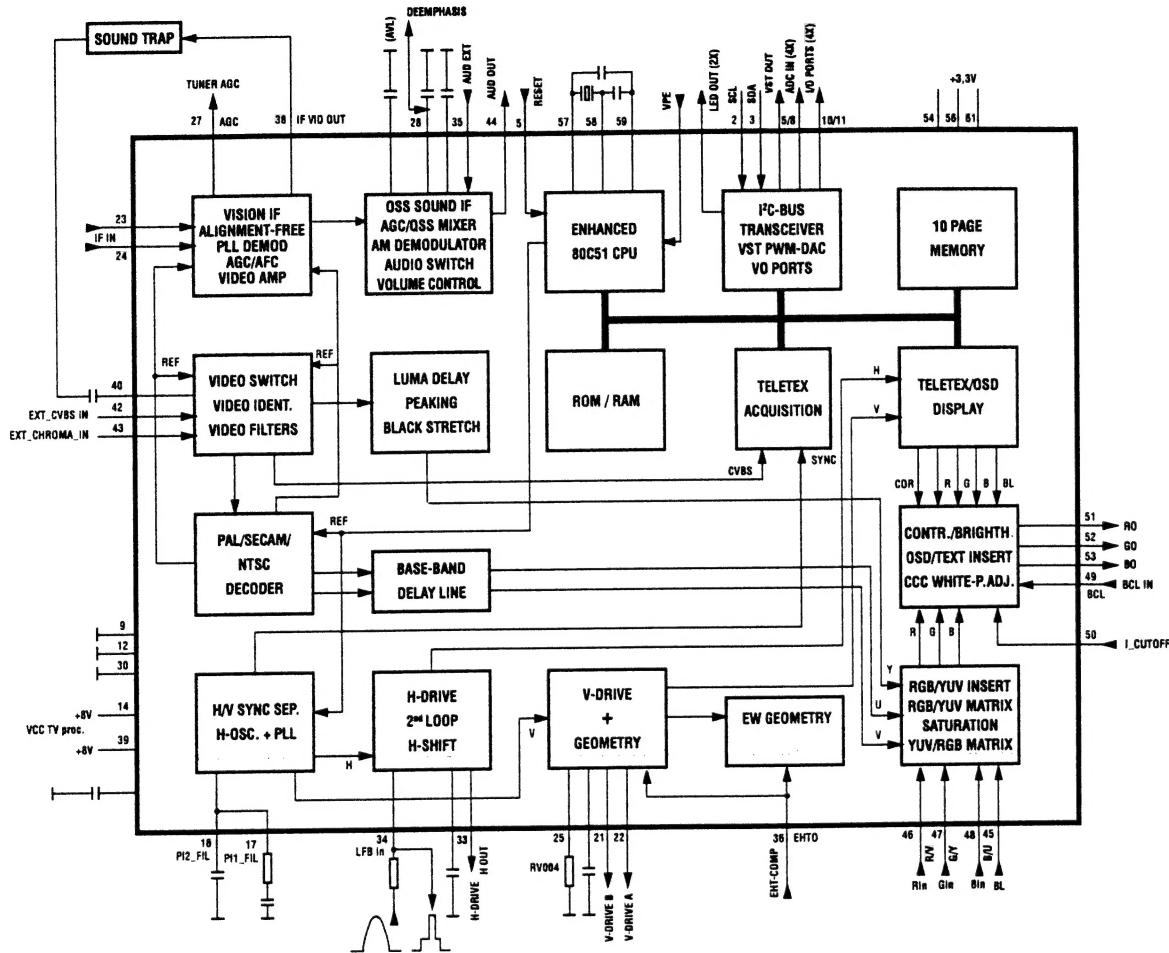 DEEMPHASIS
SOUND TRAP
(AVL)
AUD EXT
AUD OUT
RESET
VPE
LED OUT (2X)
SCL
SDA
VST OUT
ADC IN (4X)
I/O PORTS (4X)
+3,3V
TUNER AGC
27
AGC
38
IF VID OUT
28
35
44
5
57
58
59
2
3
5/8
10/11
54
56
61
23
IF IN
24
VISION IF
ALIGNMENT-FREE
PLL DEMOD
AGC/AFC
VIDEO AMP
QSS SOUND IF
AGC/QSS MIXER
AM DEMODULATOR
AUDIO SWITCH
VOLUME CONTROL
ENHANCED
80C51 CPU
I²C-BUS
TRANSCEIVER
VST PWM-DAC
VO PORTS
10 PAGE
MEMORY
REF
REF
40
EXT_CVBS IN
42
EXT_CHROMA_IN
43
VIDEO SWITCH
VIDEO IDENT.
VIDEO FILTERS
LUMA DELAY
PEAKING
BLACK STRETCH
ROM / RAM
TELETEX
ACQUISITION
H
V
TELETEX/OSD
DISPLAY
CVBS
SYNC
COR
R
G
B
BL
REF
PAL/SECAM/
NTSC
DECODER
BASE-BAND
DELAY LINE
CONTR./BRIGHTH.
OSD/TEXT INSERT
CCC WHITE-P.ADJ.
51
RO
52
GO
53
BO
49
BCL IN
BCL
R
G
B
50
I_CUTOFF
9
12
30
+8V
14
VCC TV proc.
39
+8V
H/V SYNC SEP.
H-OSC. + PLL
H
H-DRIVE
2nd LOOP
H-SHIFT
V
V-DRIVE
+
GEOMETRY
EW GEOMETRY
Y
U
V
RGB/YUV INSERT
RGB/YUV MATRIX
SATURATION
YUV/RGB MATRIX
18
PI2_FIL
17
PI1_FIL
34
LFB In
33
H OUT
H-DRIVE
25
RV004
21
22
V-DRIVE B
V-DRIVE A
36
EHTO
EHT-COMP
46
R/V
47
G/Y
48
B/U
45
Rin
Gin
Bin
BL